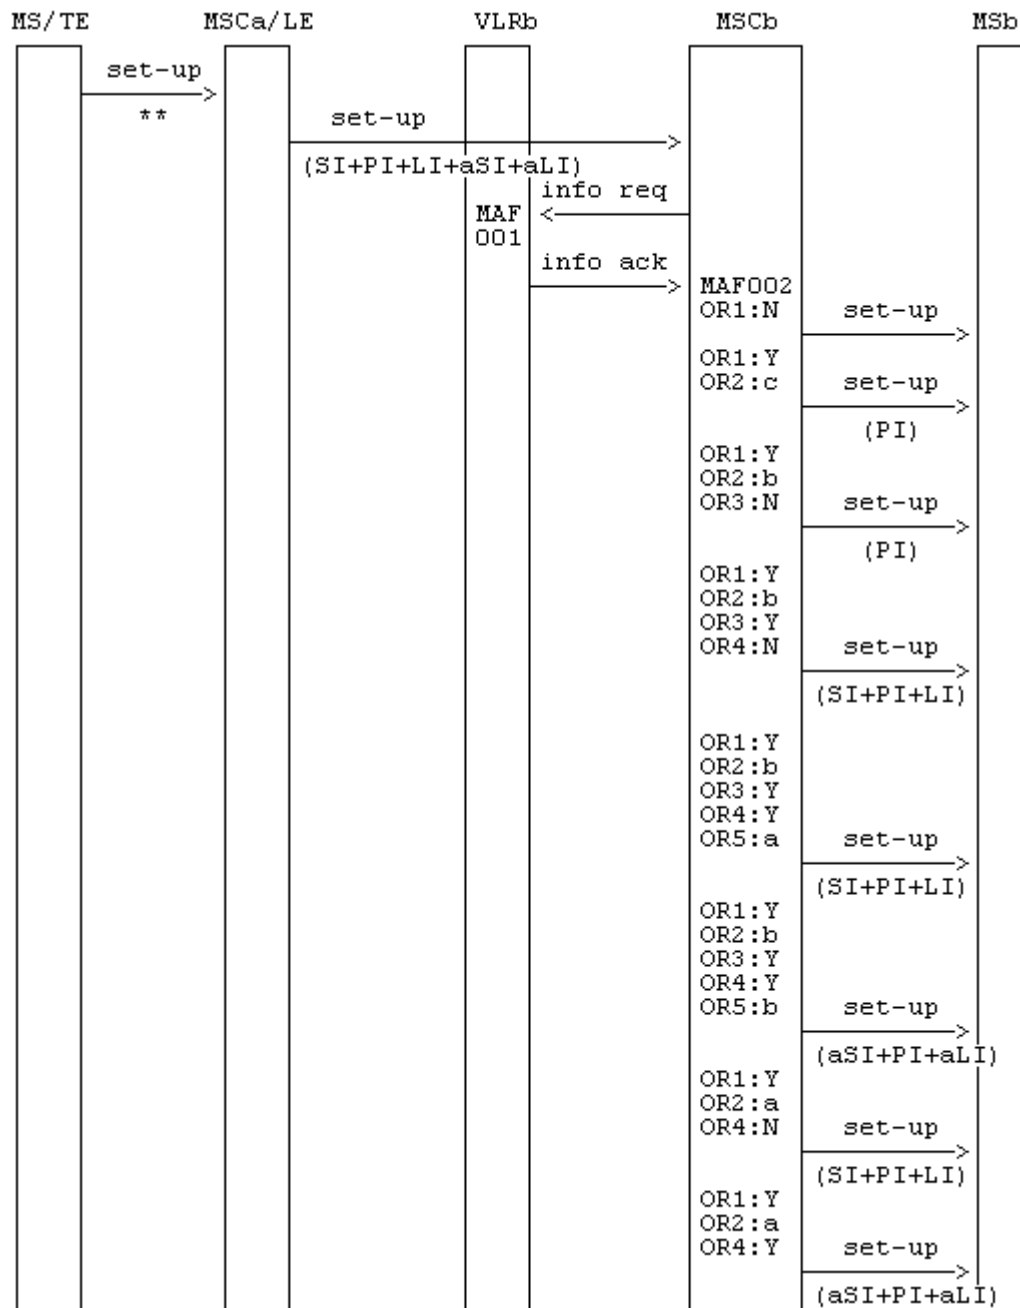 MS/TE MSCa/LE VLRb MSCb MSb
set-up
**
set-up
(SI+PI+LI+aSI+aLI)
info req
MAF
001
info ack
MAF002
OR1:N set-up
OR1:Y
OR2:c set-up
(PI)
OR1:Y
OR2:b
OR3:N set-up
(PI)
OR1:Y
OR2:b
OR3:Y
OR4:N set-up
(SI+PI+LI)
OR1:Y
OR2:b
OR3:Y
OR4:Y
OR5:a set-up
(SI+PI+LI)
OR1:Y
OR2:b
OR3:Y
OR4:Y
OR5:b set-up
(aSI+PI+aLI)
OR1:Y
OR2:a
OR4:N set-up
(SI+PI+LI)
OR1:Y
OR2:a
OR4:Y set-up
(aSI+PI+aLI)